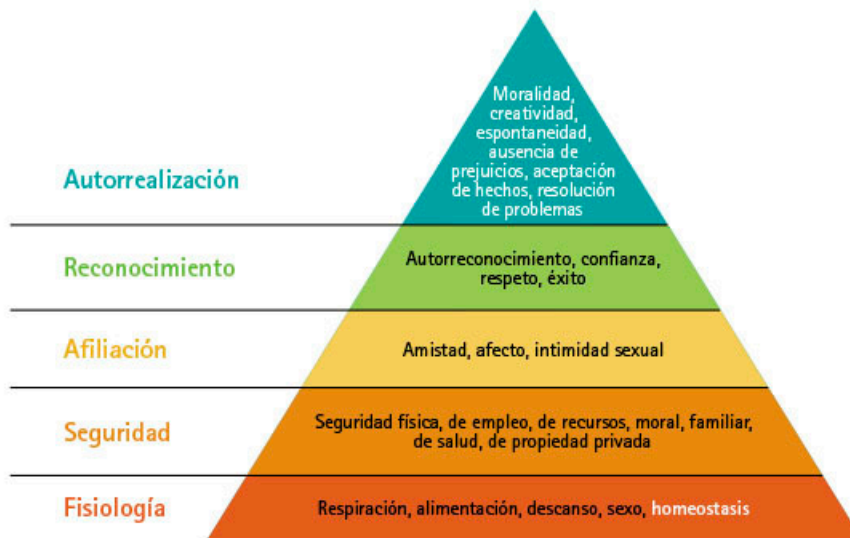 Moralidad,
creatividad,
espontaneidad,
ausencia de
prejuicios, aceptación
de hechos, resolución
de problemas
Autorrealización
Autorreconocimiento, confianza,
respeto, éxito
Reconocimiento
Amistad, afecto, intimidad sexual
Afiliación
Seguridad física, de empleo, de recursos, moral, familiar,
de salud, de propiedad privada
Seguridad
Respiración, alimentación, descanso, sexo, homeostasis
Fisiología